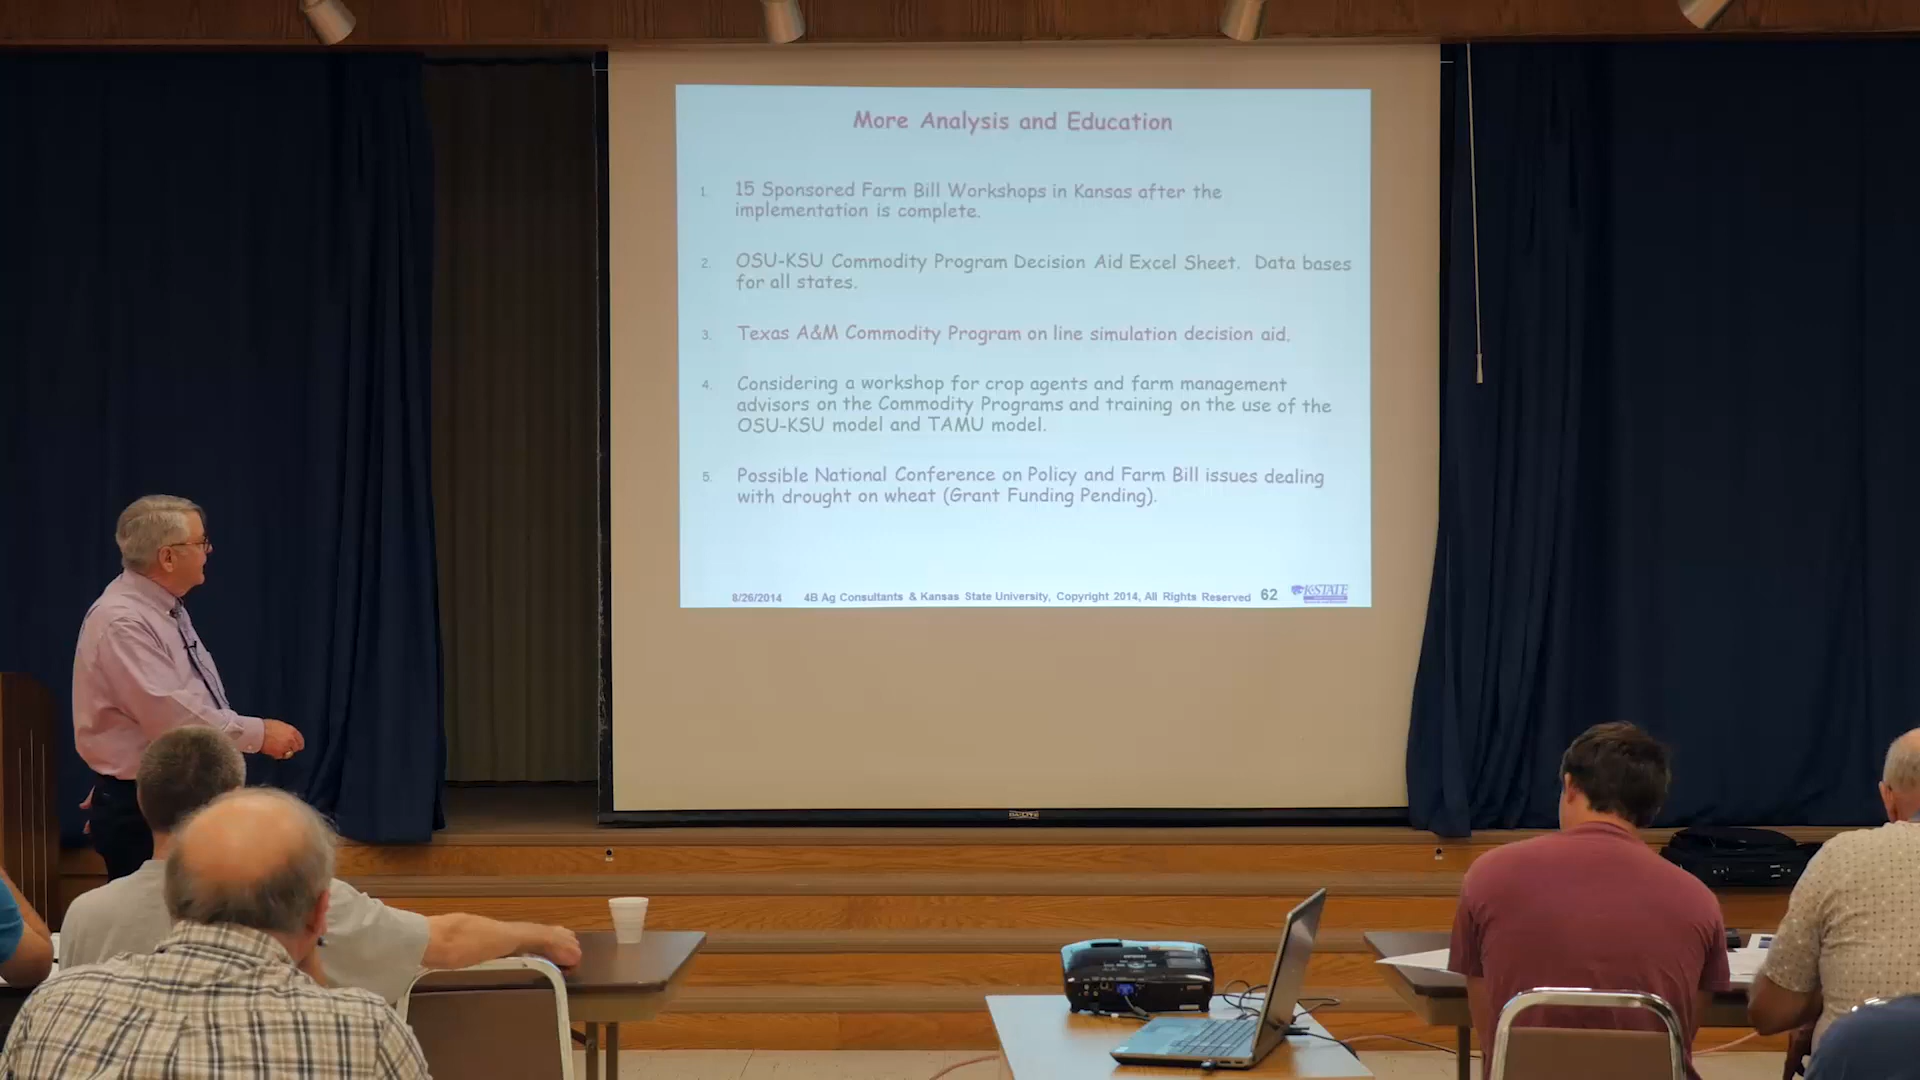 More Analysis and Education
1. 15 Sponsored Farm Bill Workshops in Kansas after the
implementation is complete.
2. OSU-KSU Commodity Program Decision Aid Excel Sheet. Data bases
for all states.
3. Texas A&M Commodity Program on line simulation decision aid.
4. Considering a workshop for crop agents and farm management
advisors on the Commodity Programs and training on the use of the
OSU-KSU model and TAMU model.
5. Possible National Conference on Policy and Farm Bill issues dealing
with drought on wheat (Grant Funding Pending).
8/26/2014 4B Ag Consultants & Kansas State University, Copyright 2014, All Rights Reserved 62 K-STATE
DA-LITE